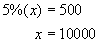 5%(x) = 500
x = 10000